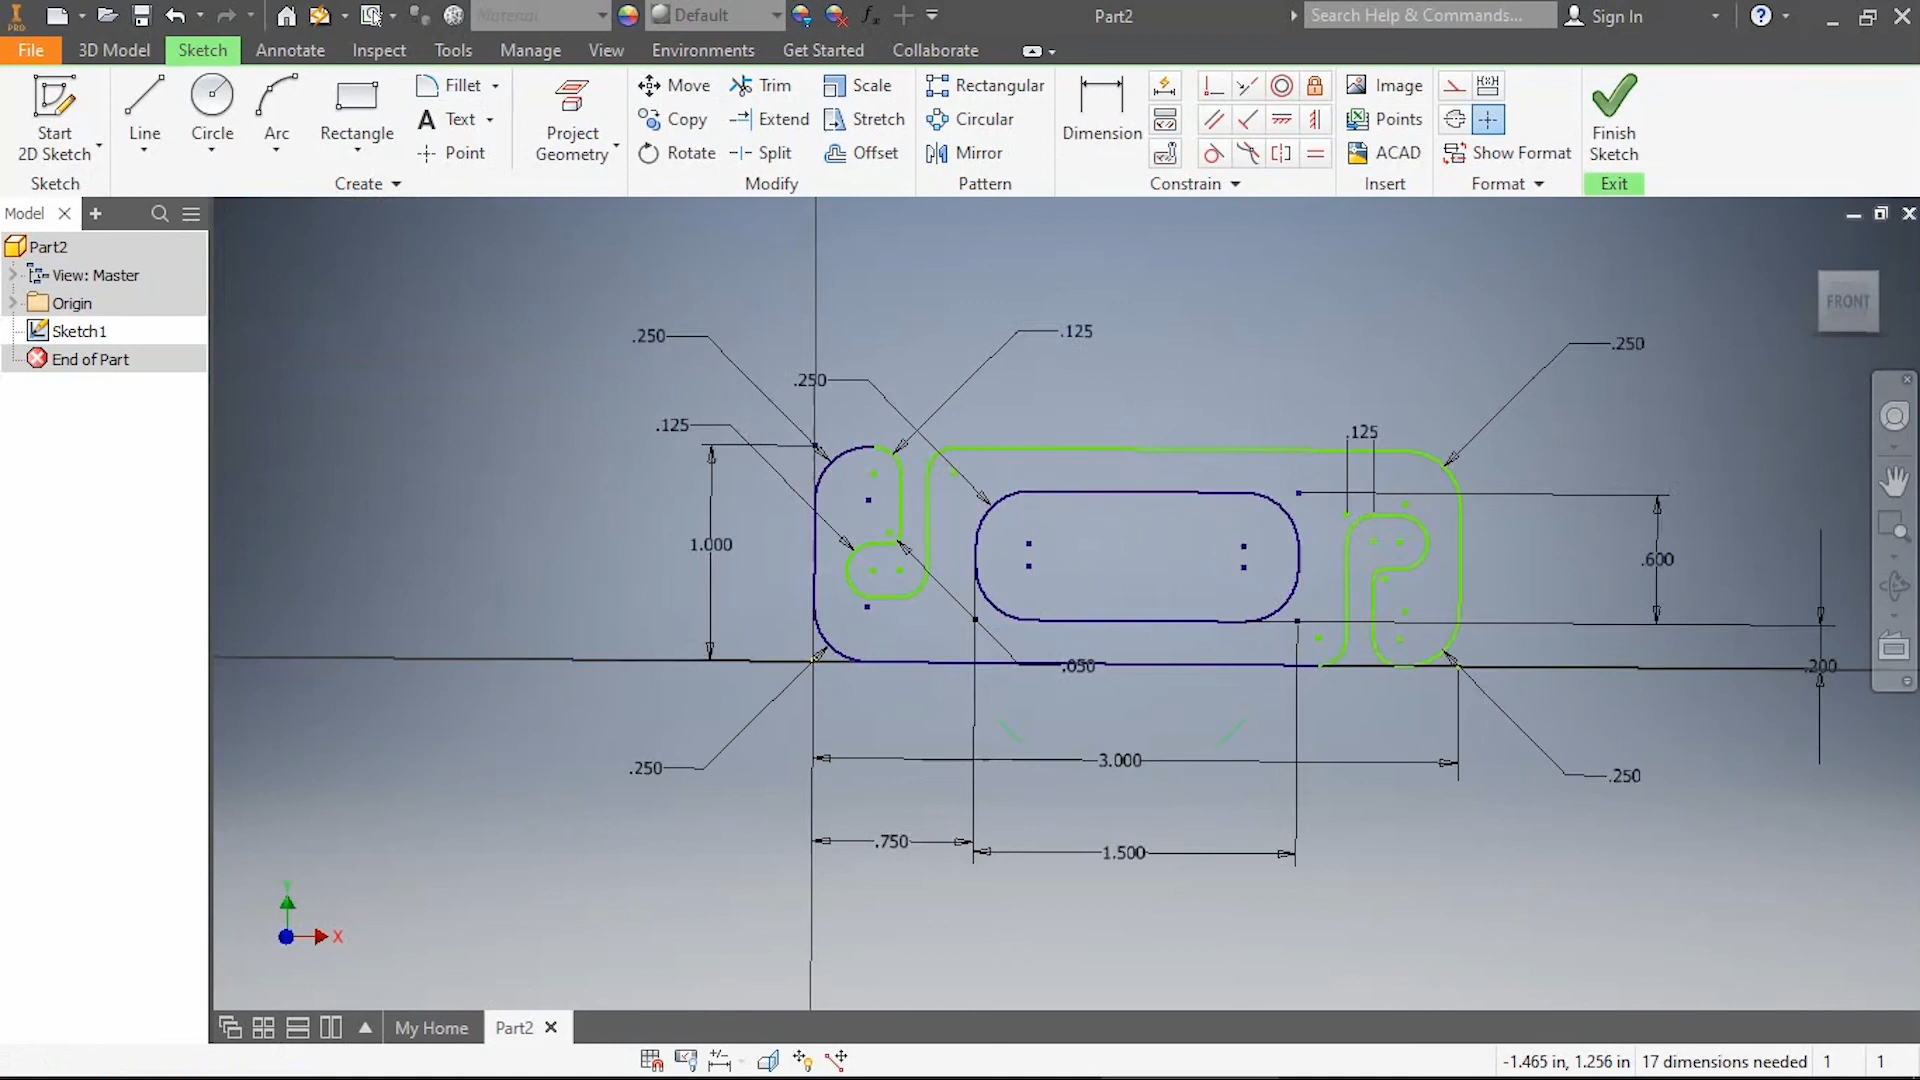 PRO
Material
Default
fx
Part2
Search Help & Commands...
Sign In
File
3D Model
Sketch
Annotate
Inspect
Tools
Manage
View
Environments
Get Started
Collaborate
Start
2D Sketch
Line
Circle
Arc
Rectangle
Fillet
Text
Point
Project
Geometry
Move
Copy
Rotate
Trim
Extend
Split
Scale
Stretch
Offset
Rectangular
Circular
Mirror
Dimension
Image
Points
ACAD
Show Format
Finish
Sketch
Sketch
Create
Modify
Pattern
Constrain
Insert
Format
Exit
Model
Part2
View: Master
Origin
Sketch1
End of Part
FRONT
.250
.125
.250
.250
.125
.125
1.000
.600
.050
.200
3.000
.250
.250
.750
1.500
Y
X
My Home
Part2
-1.465 in, 1.256 in
17 dimensions needed
1
1